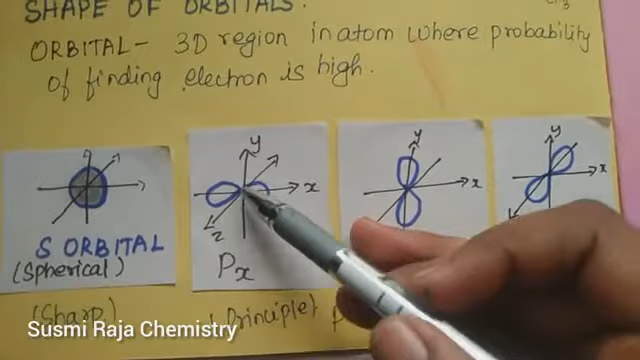 SHAPE OF ORBITALS.
ORBITAL - 3D region in atom where probability
of finding electron is high.
y
x
z
y
x
y
x
S ORBITAL
(Spherical)
Px
(Sharp)
Susmi Raja Chemistry